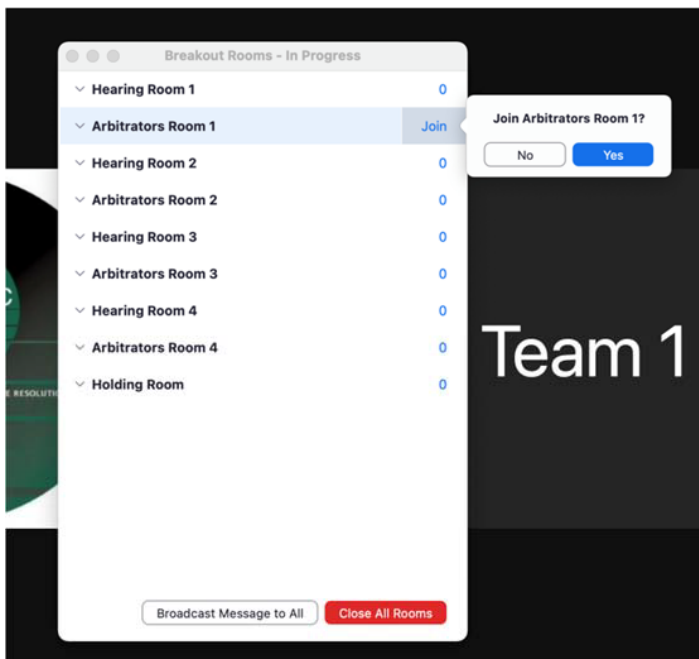 Breakout Rooms - In Progress
Hearing Room 1 0
Arbitrators Room 1 Join
Join Arbitrators Room 1?
No Yes
Hearing Room 2 0
Arbitrators Room 2 0
Hearing Room 3 0
Arbitrators Room 3 0
Hearing Room 4 0
Arbitrators Room 4 0
Holding Room 0
C
E RESOLUTI
Team 1
Broadcast Message to All Close All Rooms